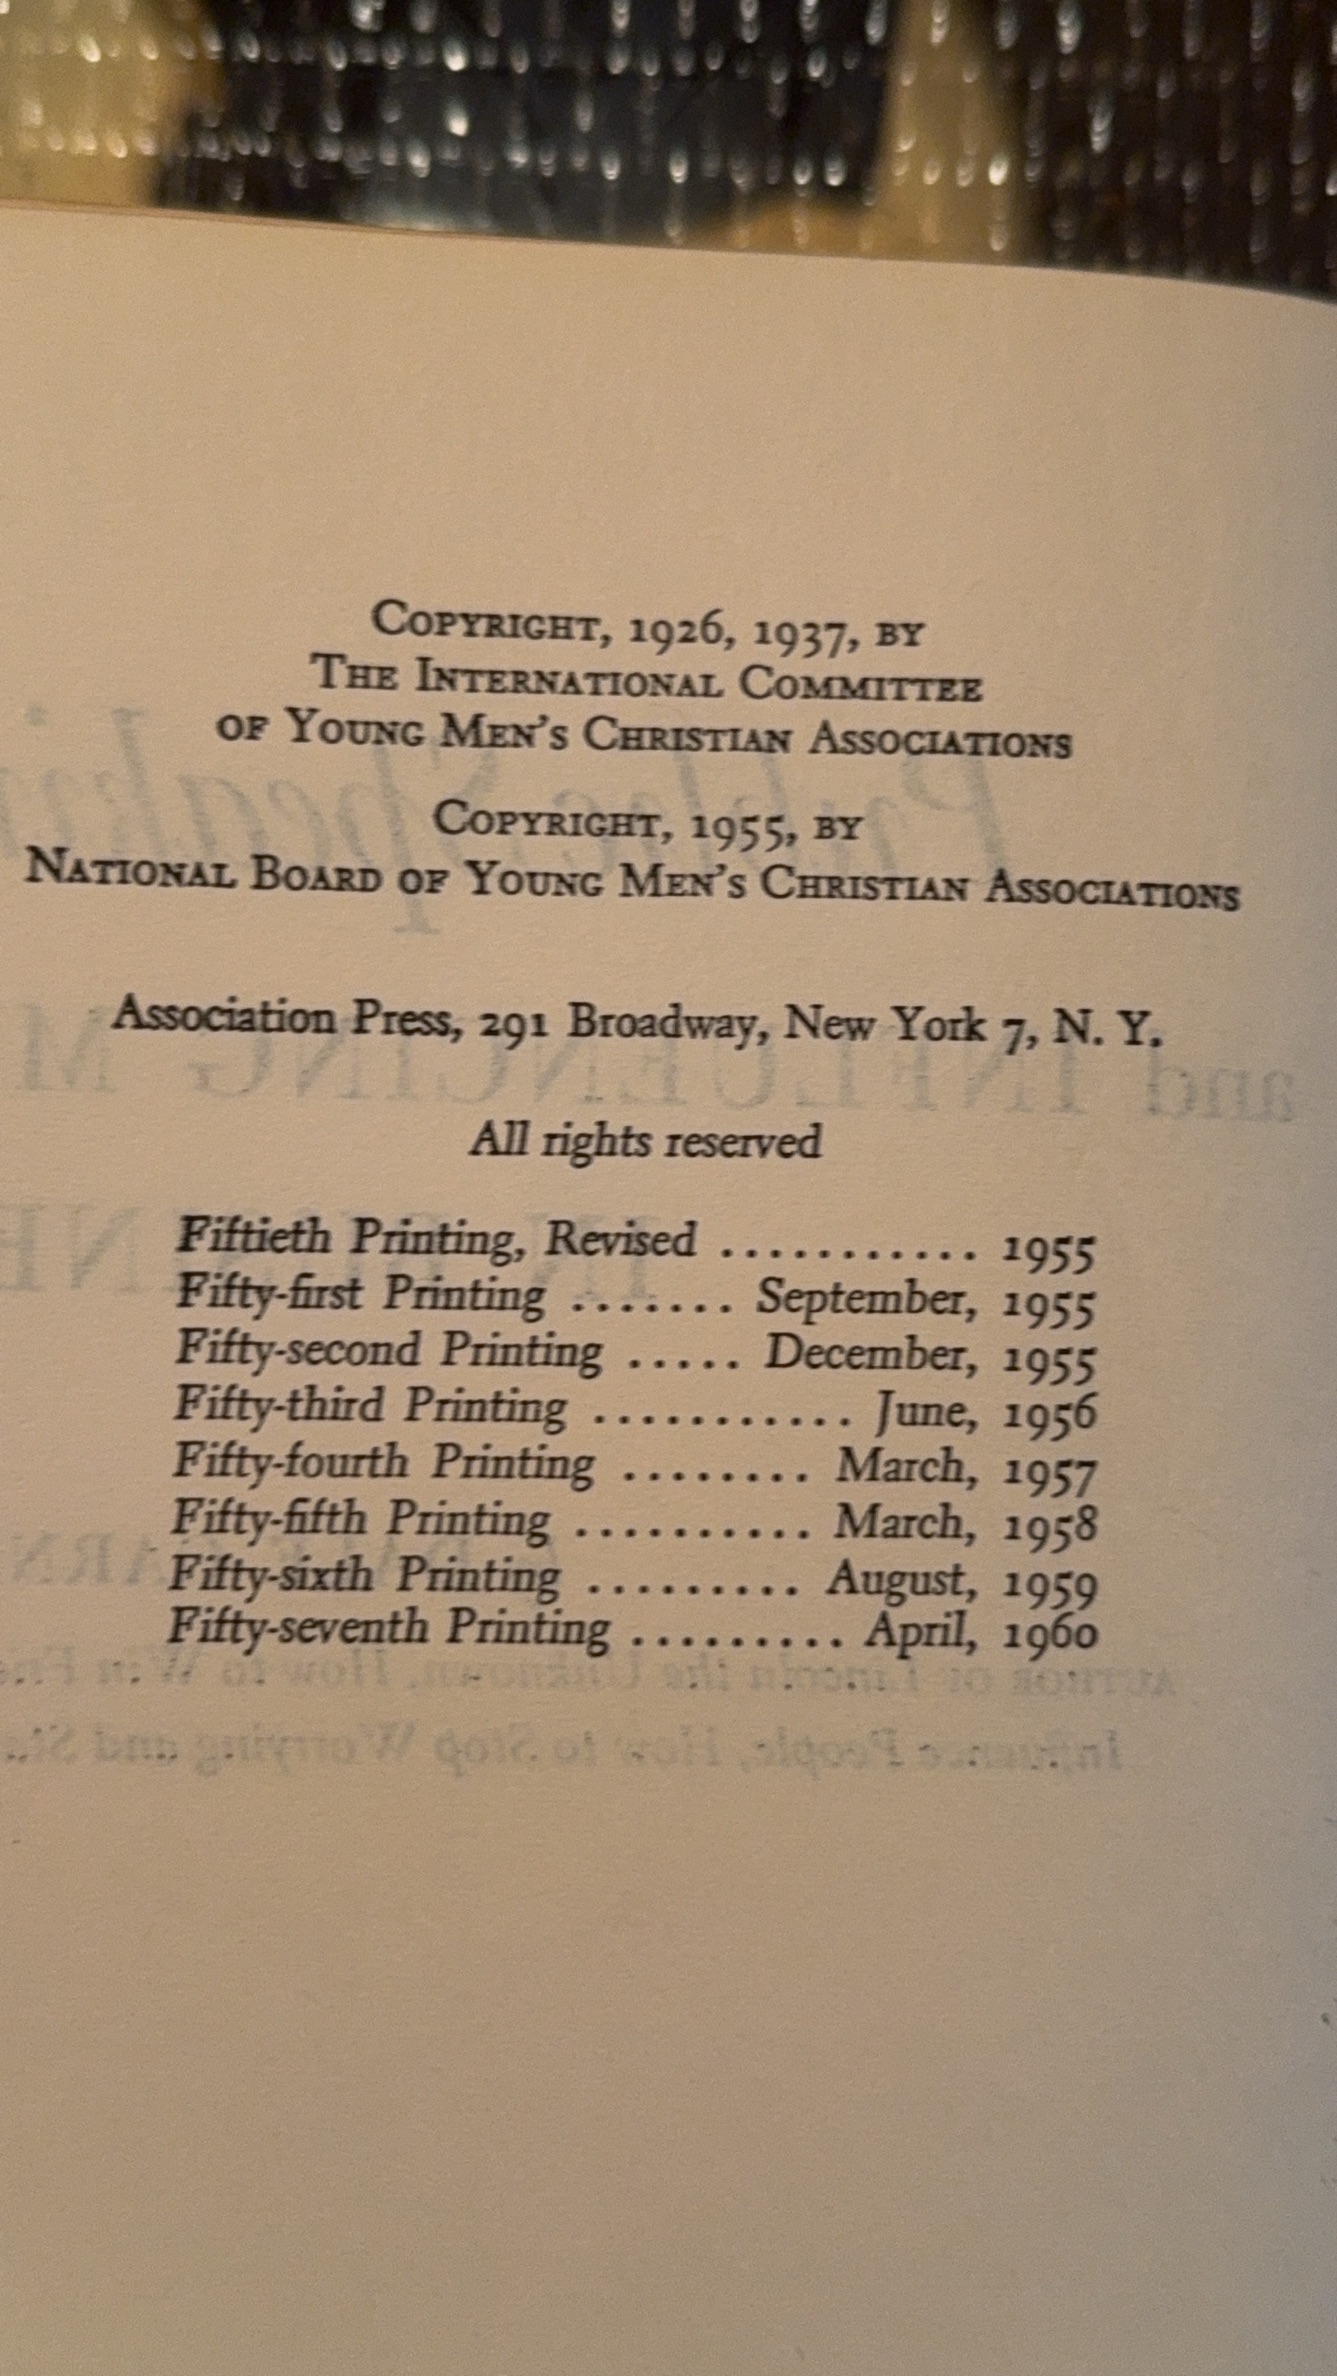 Copyright, 1926, 1937, by
The International Committee
of Young Men's Christian Associations
Copyright, 1955, by
National Board of Young Men's Christian Associations
Association Press, 291 Broadway, New York 7, N. Y.
All rights reserved
Fiftieth Printing, Revised ........... 1955
Fifty-first Printing ....... September, 1955
Fifty-second Printing ..... December, 1955
Fifty-third Printing ........... June, 1956
Fifty-fourth Printing ........ March, 1957
Fifty-fifth Printing .......... March, 1958
Fifty-sixth Printing ......... August, 1959
Fifty-seventh Printing ......... April, 1960